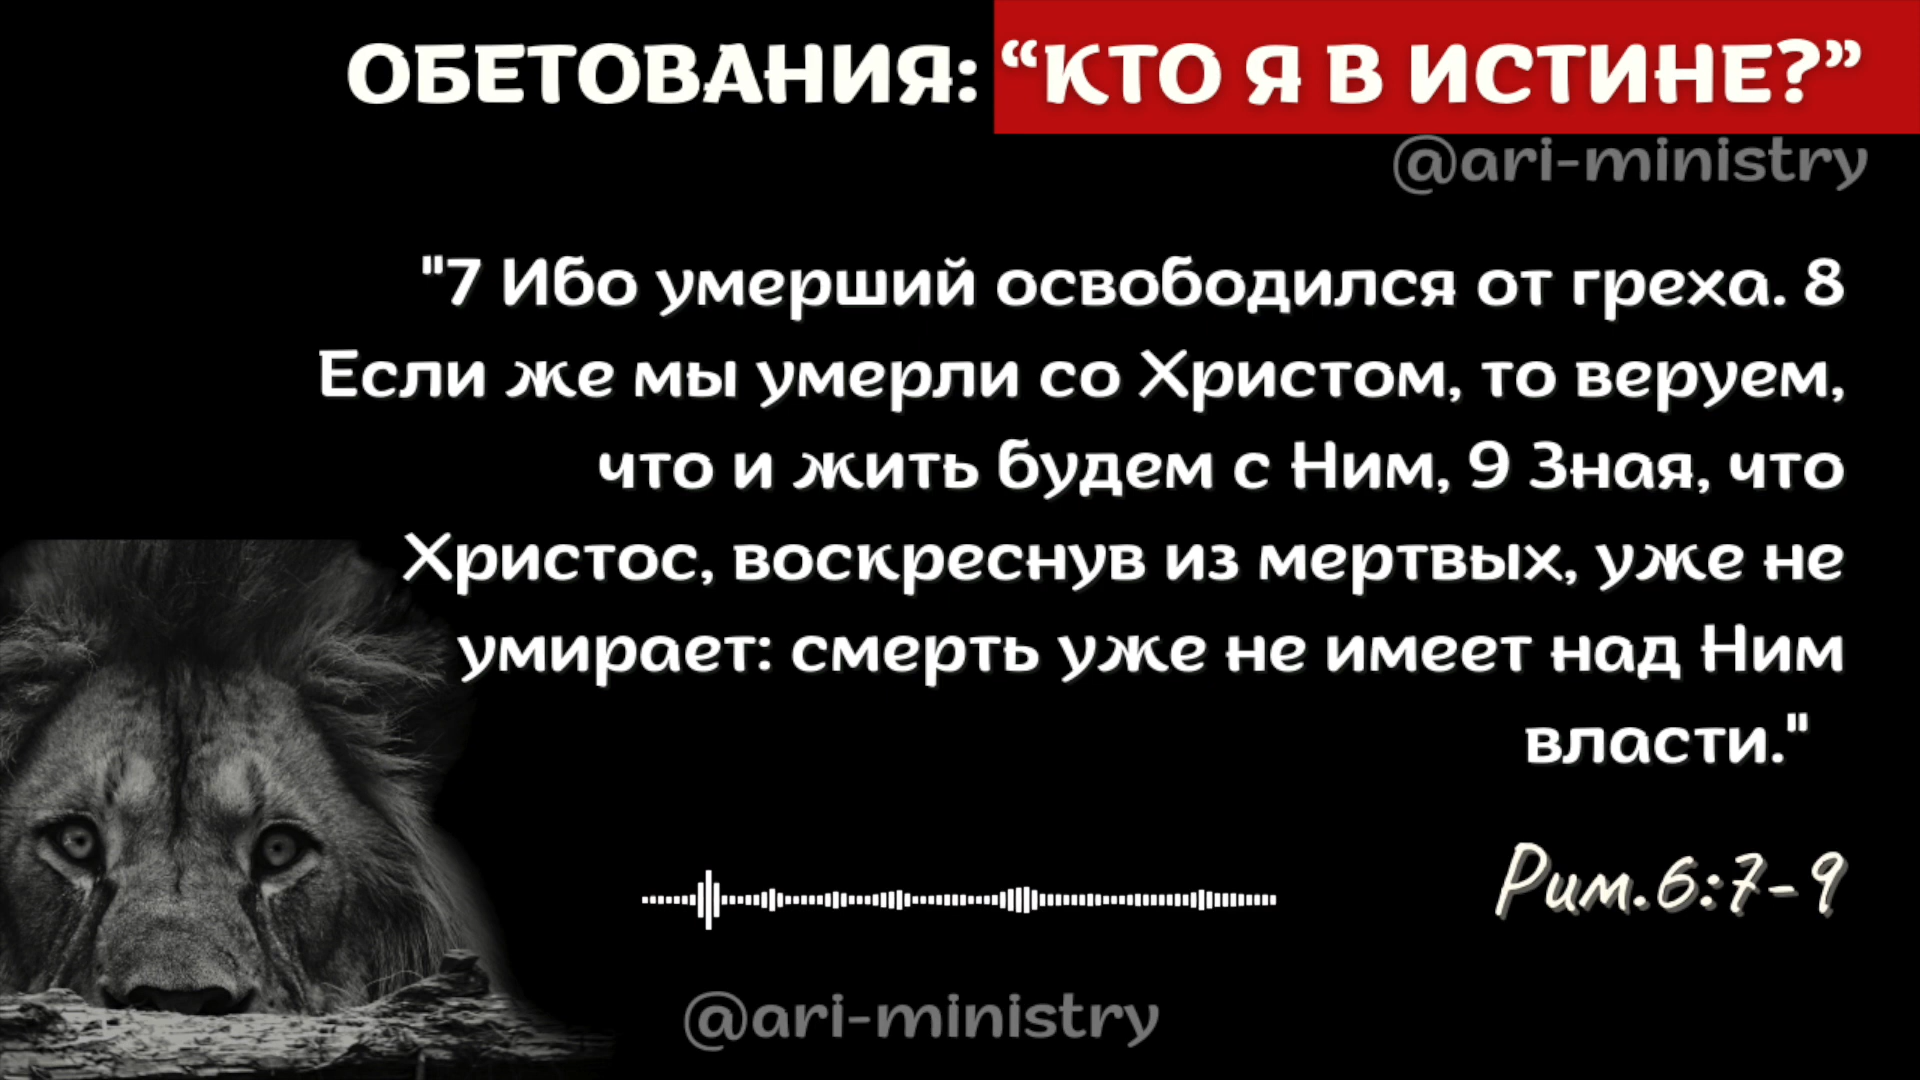 ОБЕТОВАНИЯ: “КТО Я В ИСТИНЕ?”
@ari-ministry
"7 Ибо умерший освободился от греха. 8
Если же мы умерли со Христом, то веруем,
что и жить будем с Ним, 9 Зная, что
Христос, воскреснув из мертвых, уже не
умирает: смерть уже не имеет над Ним
власти."
Рим.6:7-9
@ari-ministry